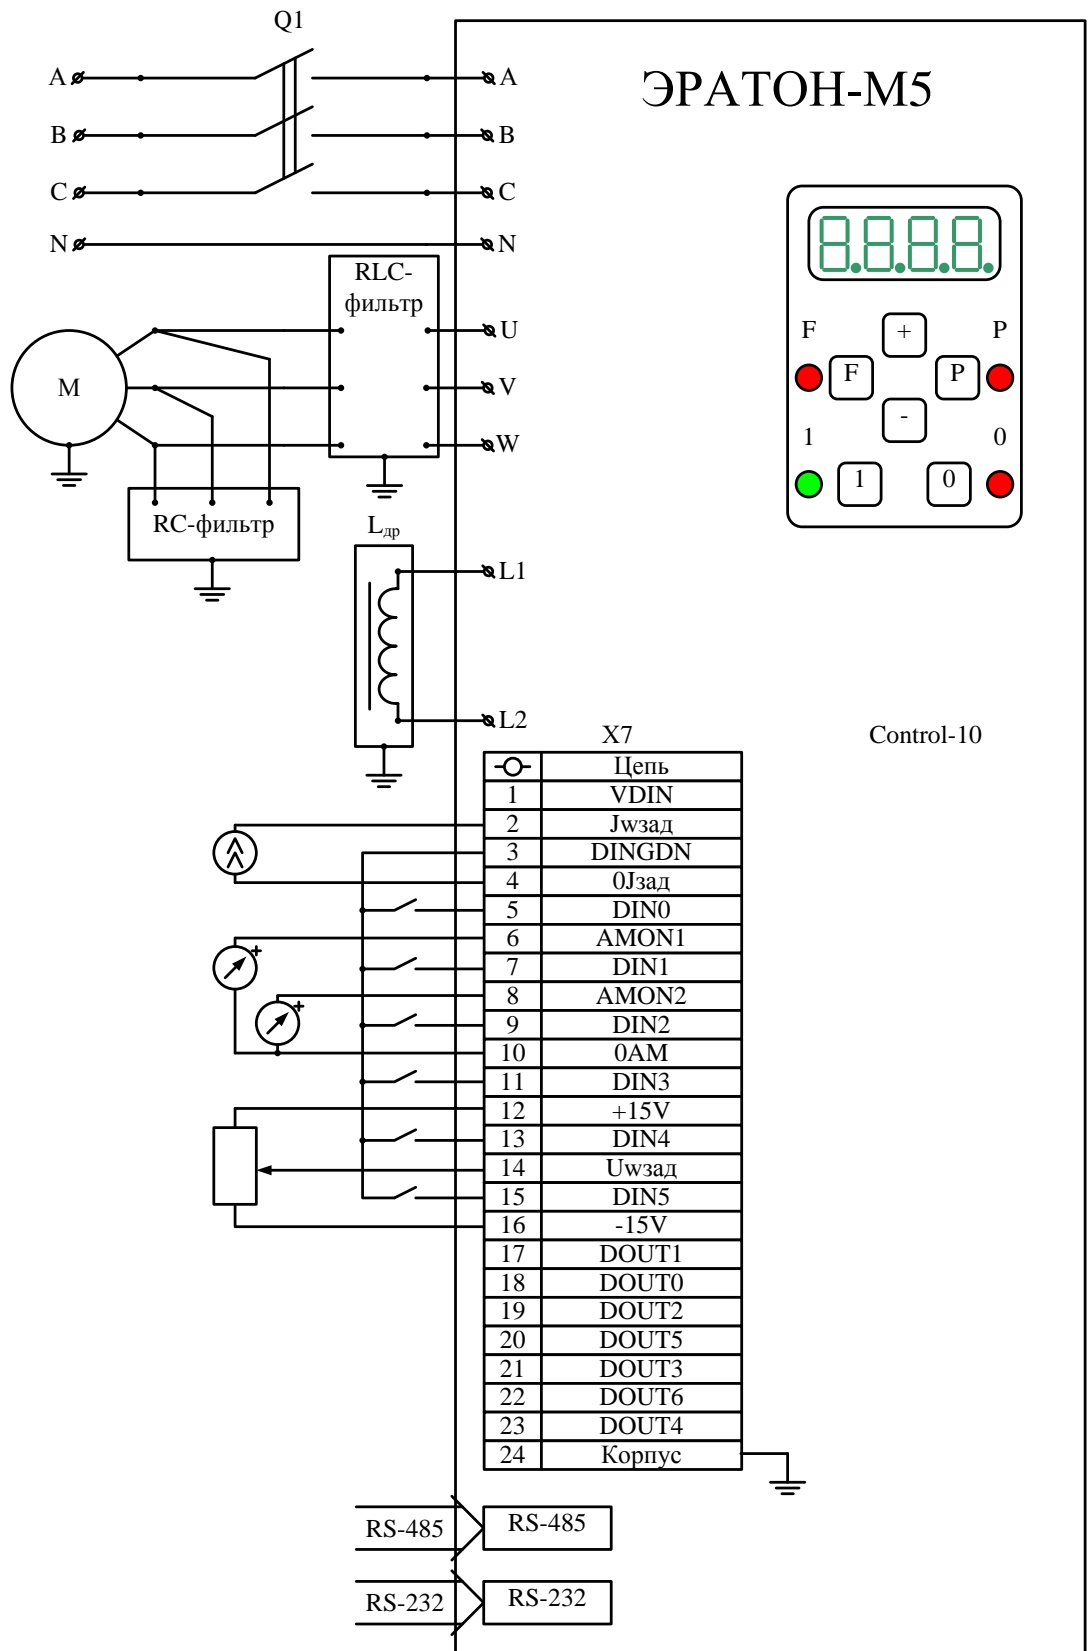 Q1
A A
B B
C C
N N
ЭРАТОН-М5
RLC-
фильтр
U
V
W
M
RC-фильтр
Lдр
L1
L2
F P
+
F P
-
1 0
1 0
X7
Control-10
Цепь
1 VDIN
2 Jwзад
3 DINGDN
4 0Jзад
5 DIN0
6 AMON1
7 DIN1
8 AMON2
9 DIN2
10 0AM
11 DIN3
12 +15V
13 DIN4
14 Uwзад
15 DIN5
16 -15V
17 DOUT1
18 DOUT0
19 DOUT2
20 DOUT5
21 DOUT3
22 DOUT6
23 DOUT4
24 Корпус
+
+
RS-485 RS-485
RS-232 RS-232